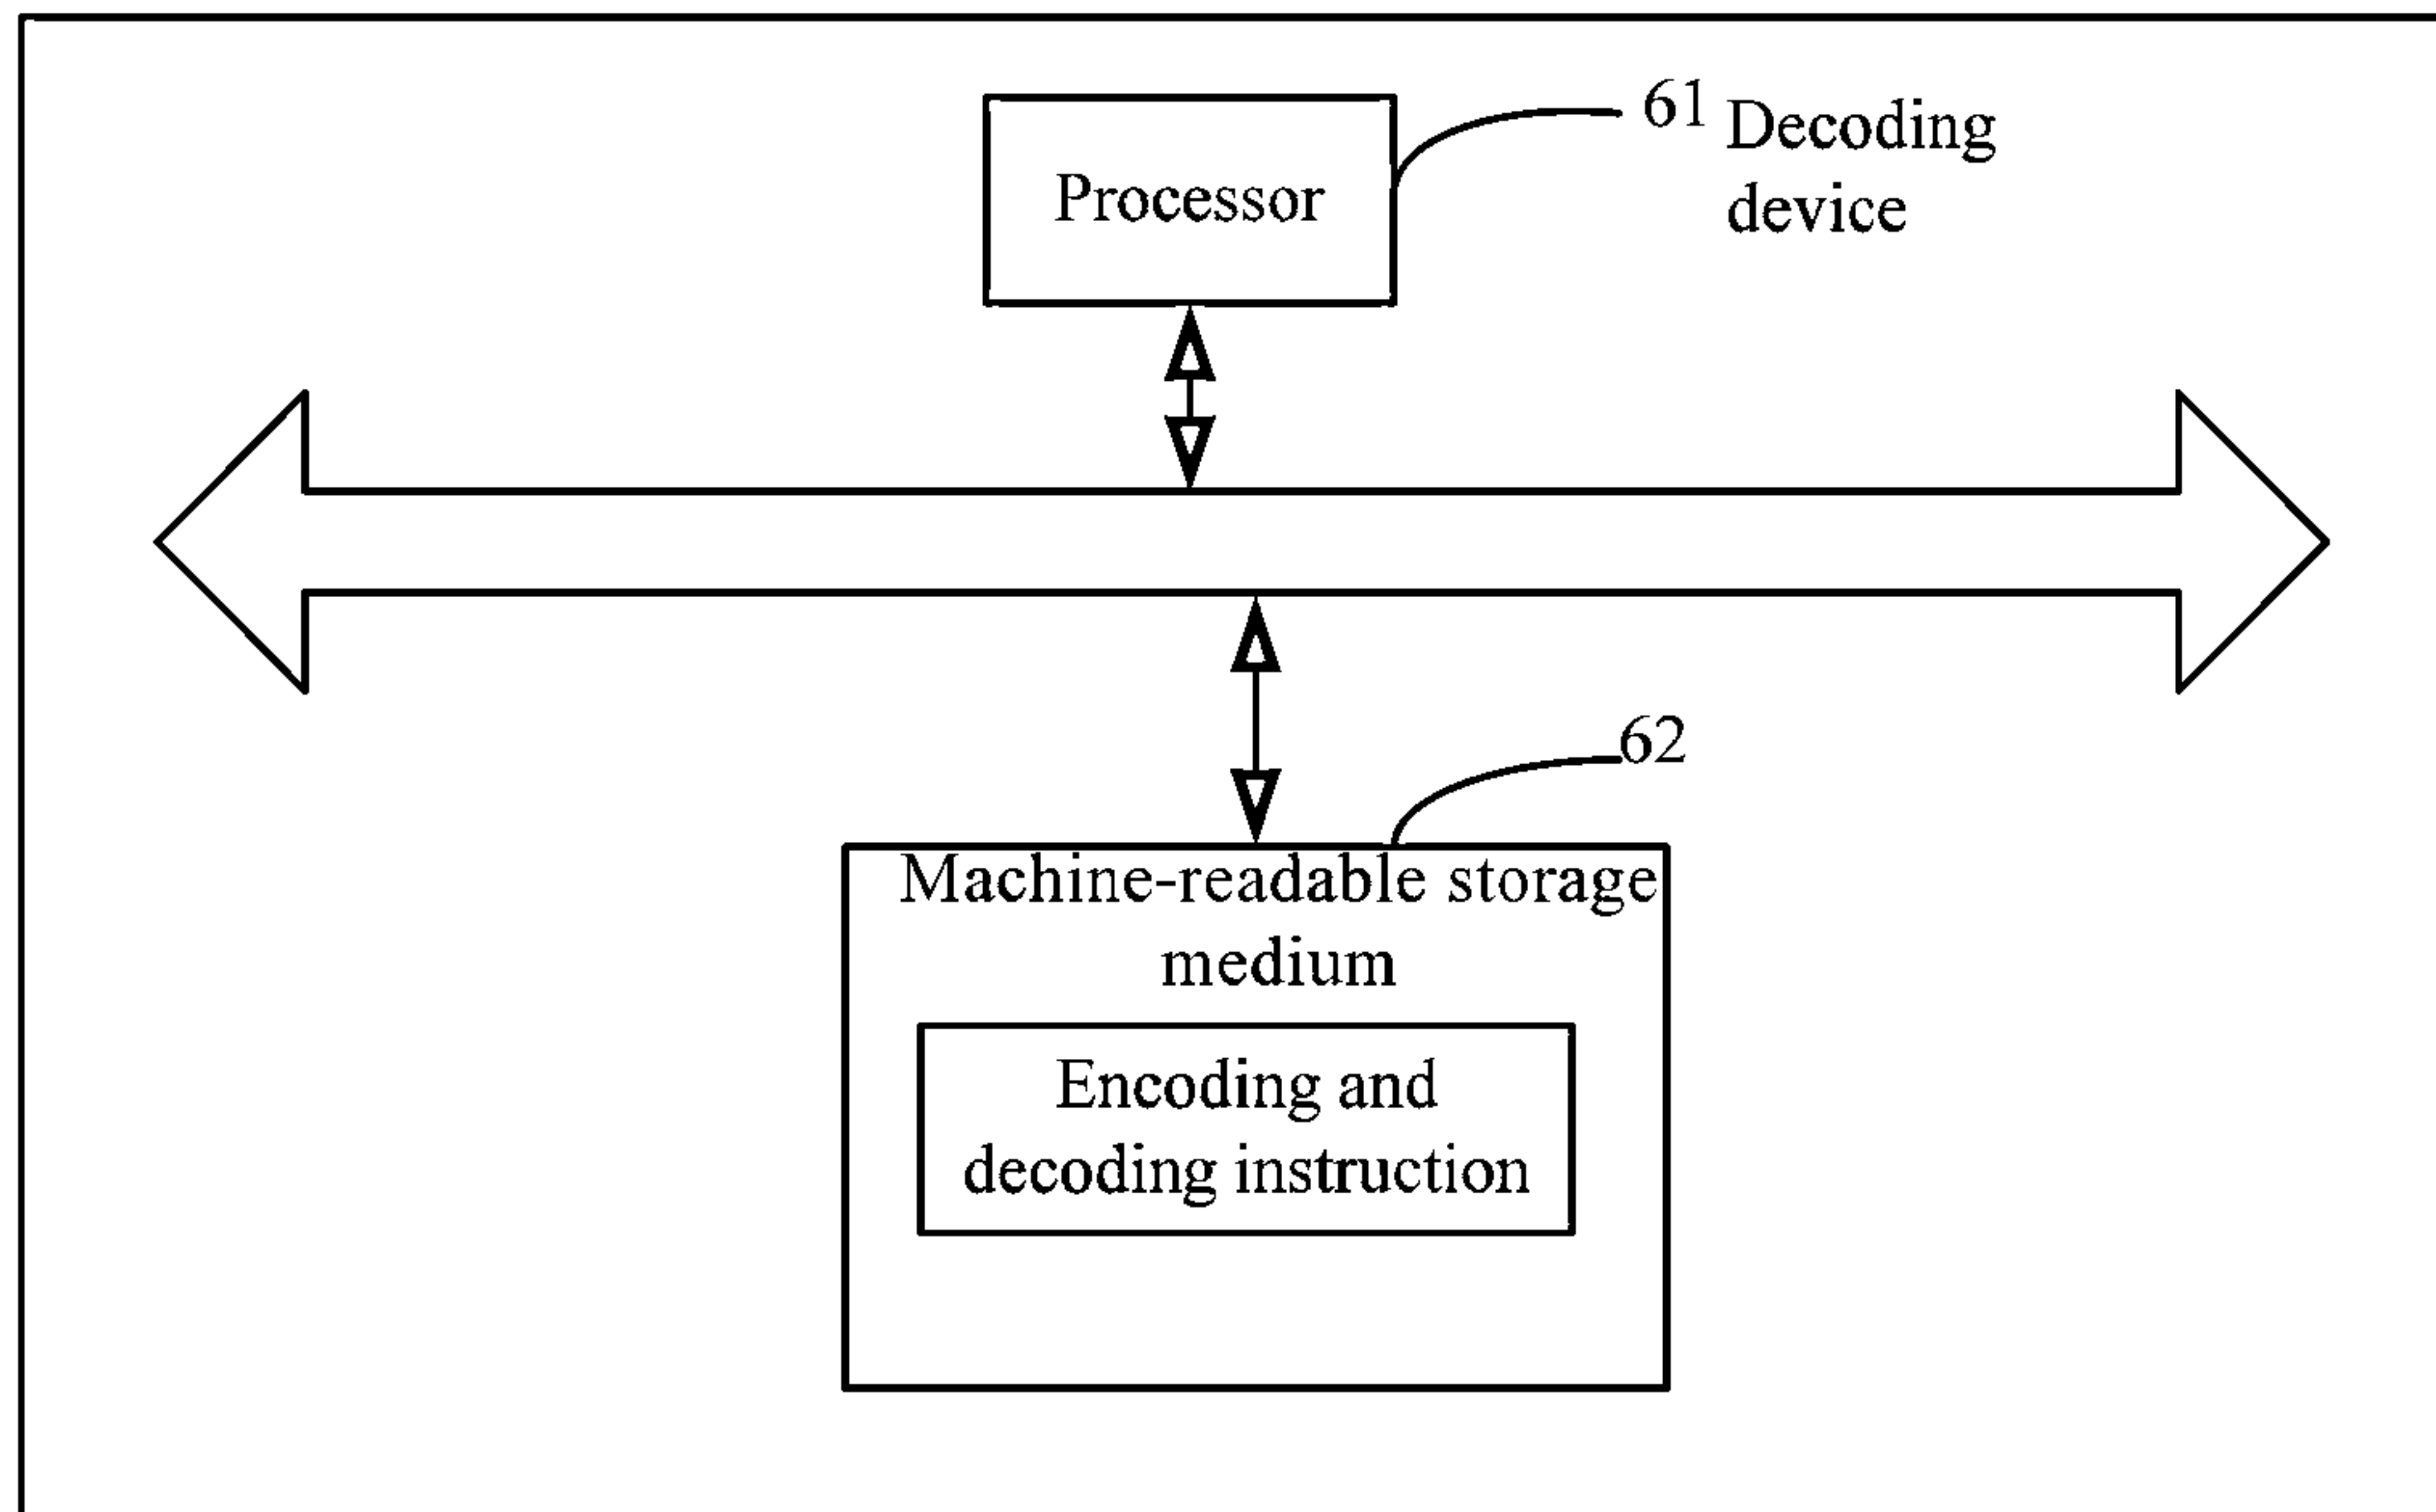 61
Decoding
device
Processor
62
Machine-readable storage
medium
Encoding and
decoding instruction